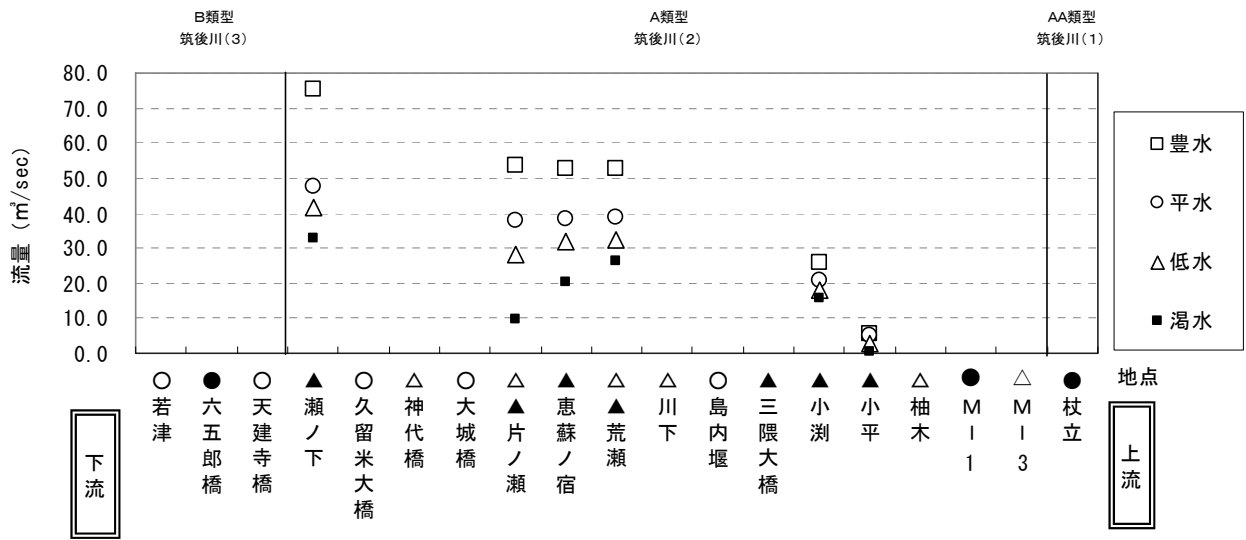 B類型
筑後川(3)
A類型
筑後川(2)
AA類型
筑後川(1)
80.0
70.0
60.0
50.0
40.0
30.0
20.0
10.0
0.0
流量 (㎥/sec)
豊水
平水
低水
渇水
地点
若津
六五郎橋
天建寺橋
瀬ノ下
久留米大橋
神代橋
大城橋
片ノ瀬
恵蘇ノ宿
荒瀬
川下
島内堰
三隈大橋
小渕
小平
柚木
MI1
MI3
杖立
下流
上流